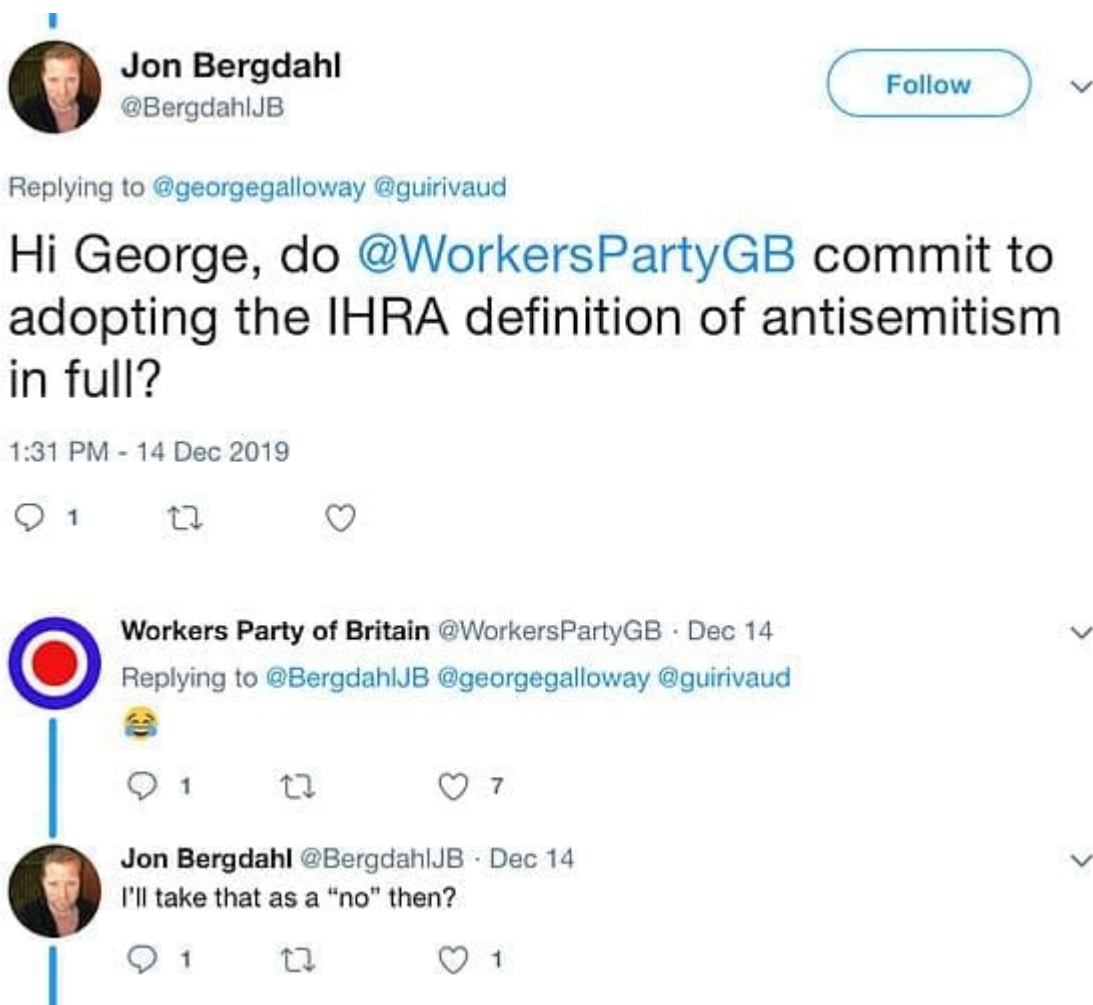 Jon Bergdahl
@BergdahlJB
Follow
Replying to @georgegalloway @guirivaud
Hi George, do @WorkersPartyGB commit to
adopting the IHRA definition of antisemitism
in full?
1:31 PM - 14 Dec 2019
1
Workers Party of Britain @WorkersPartyGB · Dec 14
Replying to @BergdahlJB @georgegalloway @guirivaud
😂
1 7
Jon Bergdahl @BergdahlJB · Dec 14
I'll take that as a “no” then?
1 1